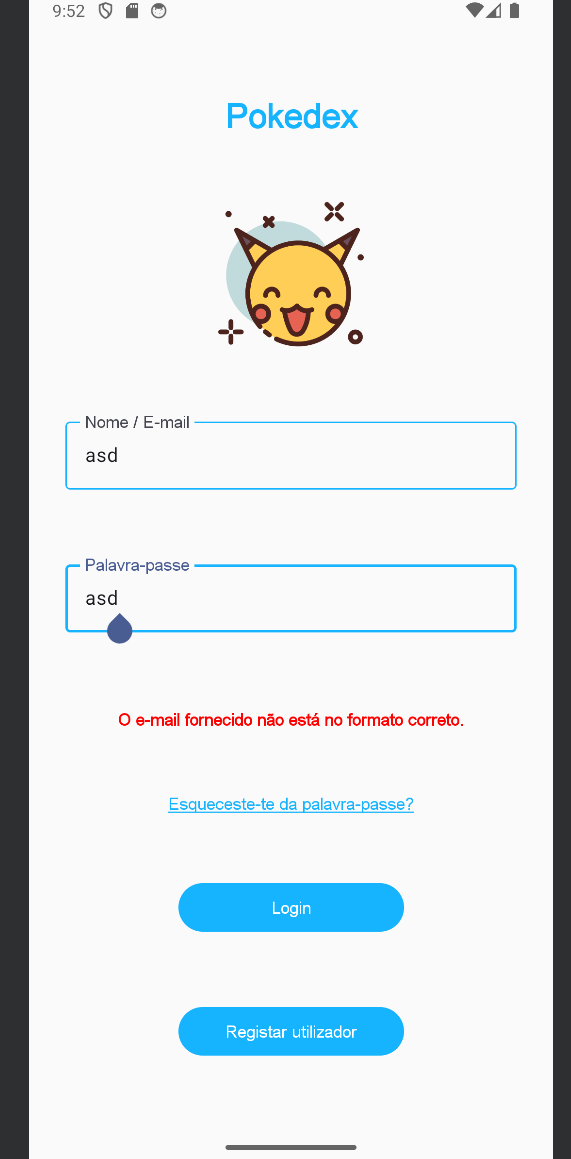 9:52
Pokedex
Nome / E-mail
asd
Palavra-passe
asd
O e-mail fornecido não está no formato correto.
Esqueceste-te da palavra-passe?
Login
Registar utilizador